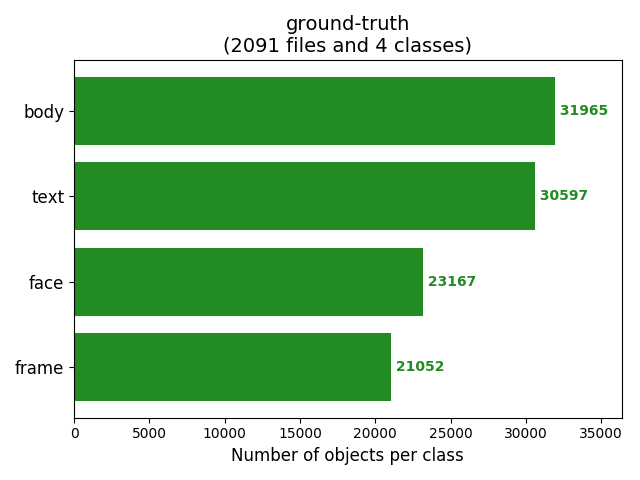 ground-truth
(2091 files and 4 classes)
body
31965
text
30597
face
23167
frame
21052
0 5000 10000 15000 20000 25000 30000 35000
Number of objects per class